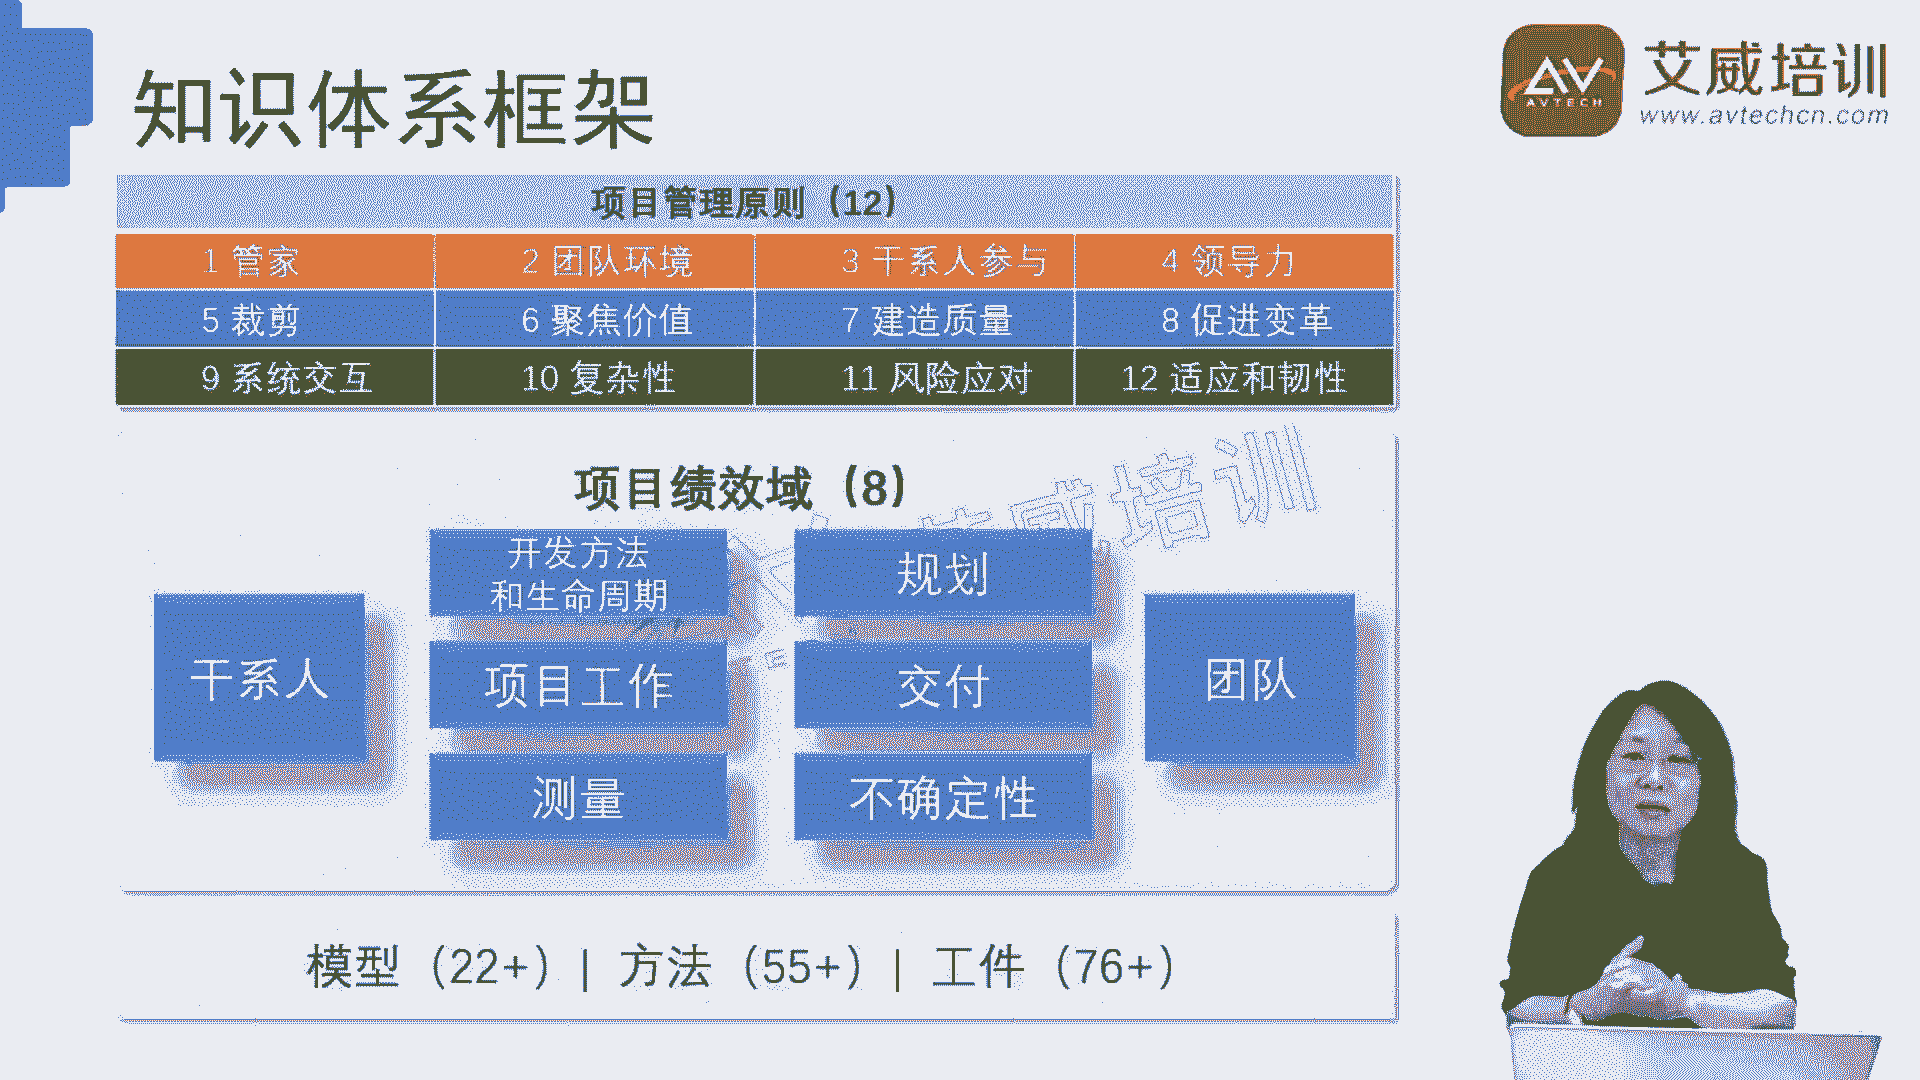 知识体系框架
AV
AVTECH
艾威培训
www.avtechcn.com
项目管理原则（12）
1 管家
2 团队环境
3 干系人参与
4 领导力
5 裁剪
6 聚焦价值
7 建造质量
8 促进变革
9 系统交互
10 复杂性
11 风险应对
12 适应和韧性
项目绩效域（8）
艾威培训
干系人
开发方法
和生命周期
规划
项目工作
交付
测量
不确定性
团队
模型（22+）| 方法（55+）| 工件（76+）